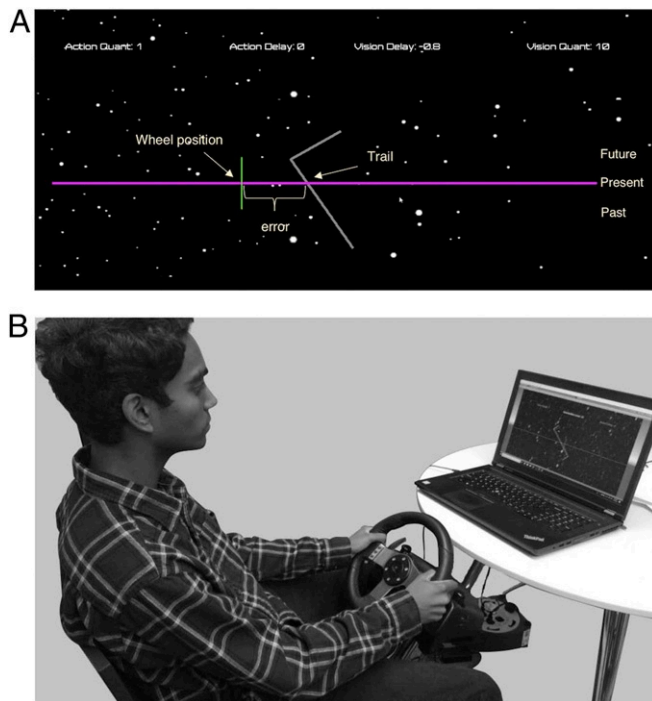 A
Action Quant: 1
Action Delay: 0
Vision Delay: -0.8
Vision Quant: 10
Wheel position
Trail
Future
Present
Past
error
B
ThinkPad